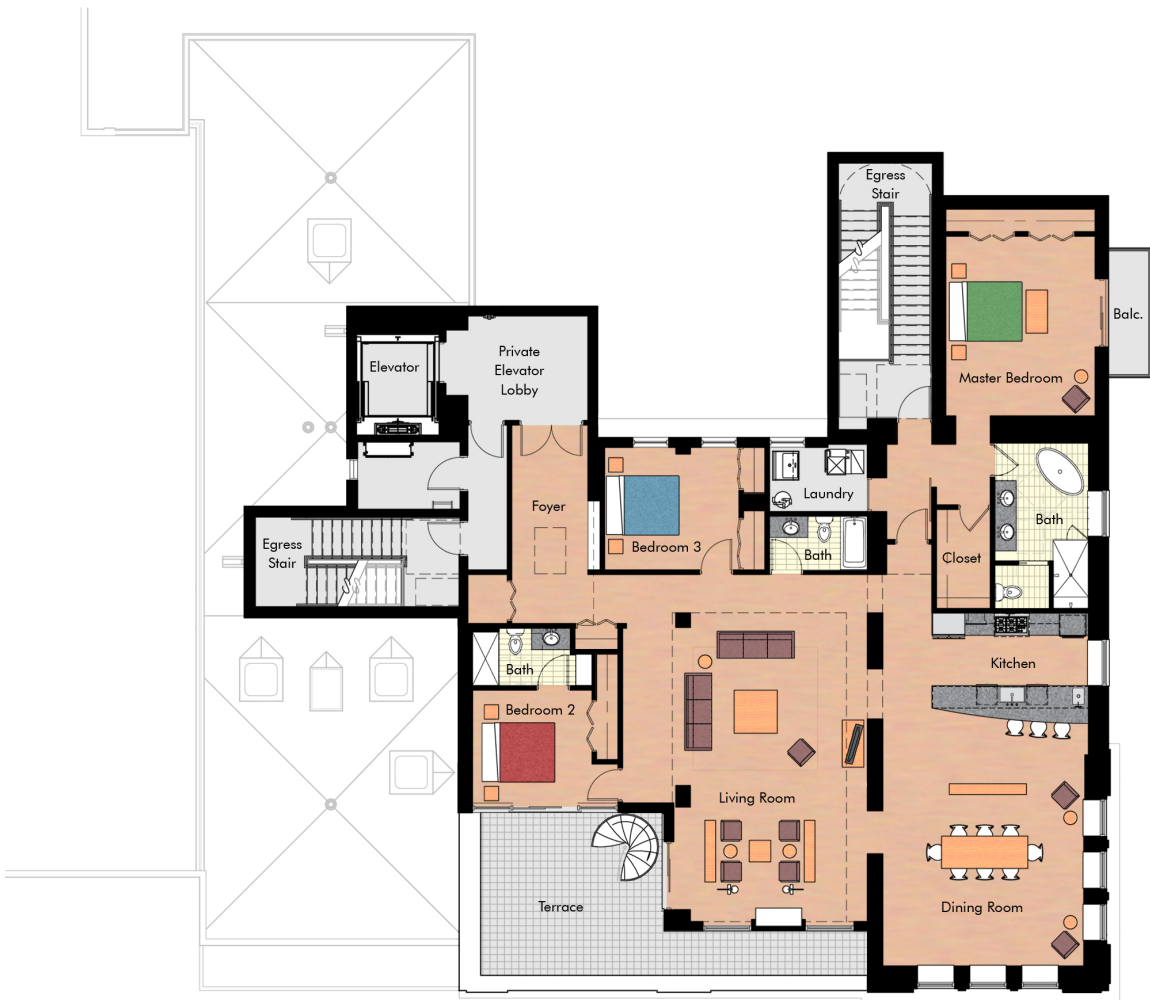 Egress
Stair
Private
Elevator
Lobby
Elevator
Balc.
Master Bedroom
Laundry
Foyer
Bedroom 3
Bath
Bath
Egress
Stair
Closet
Kitchen
Bath
Bedroom 2
Living Room
Terrace
Dining Room